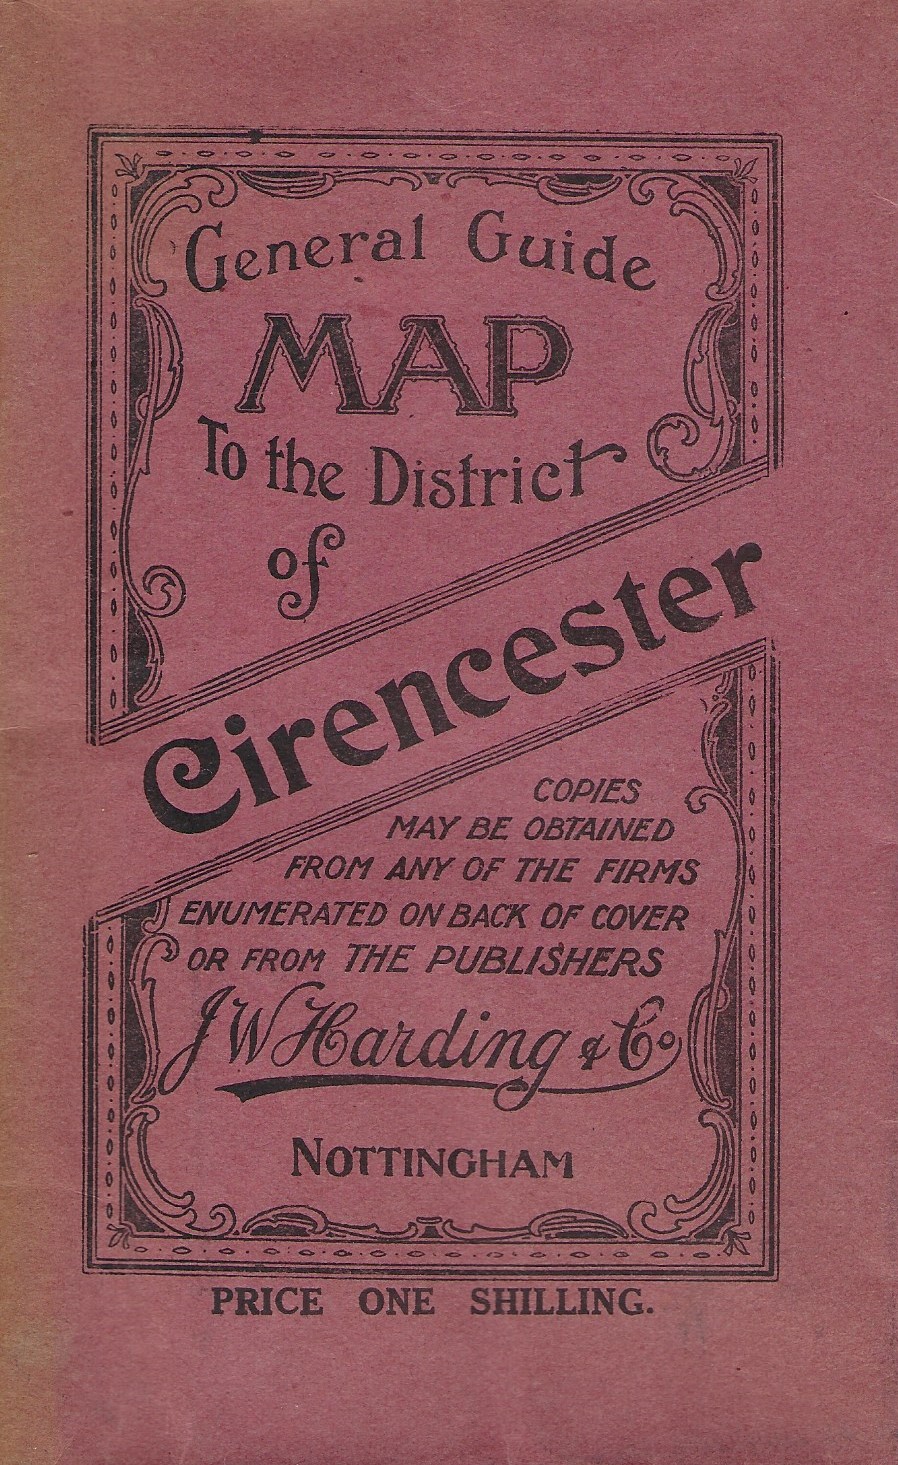 General Guide
MAP
To the District
of
Cirencester
COPIES
MAY BE OBTAINED
FROM ANY OF THE FIRMS
ENUMERATED ON BACK OF COVER
OR FROM THE PUBLISHERS
J W Harding & Co
NOTTINGHAM
PRICE ONE SHILLING.